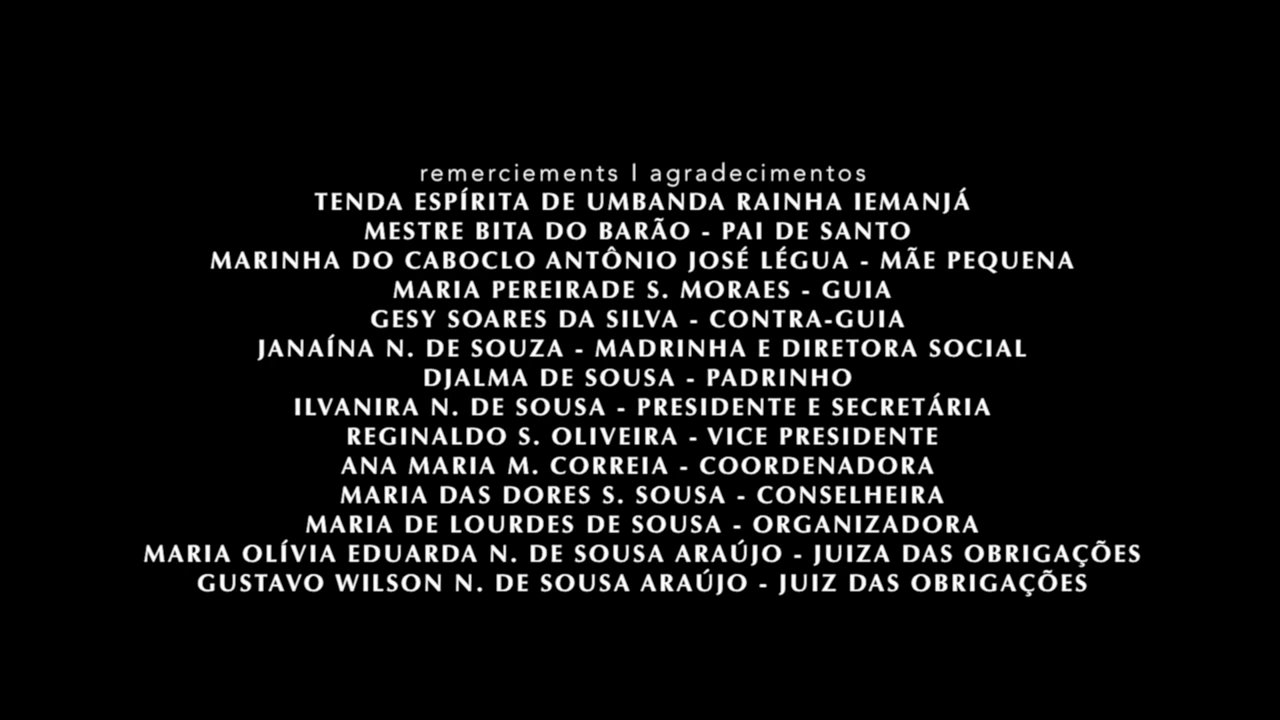 remerciements | agradecimentos
TENDA ESPÍRITA DE UMBANDA RAINHA IEMANJÁ
MESTRE BITA DO BARÃO - PAI DE SANTO
MARINHA DO CABOCLO ANTÔNIO JOSÉ LÉGUA - MÃE PEQUENA
MARIA PEREIRADE S. MORAES - GUIA
GESY SOARES DA SILVA - CONTRA-GUIA
JANAÍNA N. DE SOUZA - MADRINHA E DIRETORA SOCIAL
DJALMA DE SOUSA - PADRINHO
ILVANIRA N. DE SOUSA - PRESIDENTE E SECRETÁRIA
REGINALDO S. OLIVEIRA - VICE PRESIDENTE
ANA MARIA M. CORREIA - COORDENADORA
MARIA DAS DORES S. SOUSA - CONSELHEIRA
MARIA DE LOURDES DE SOUSA - ORGANIZADORA
MARIA OLÍVIA EDUARDA N. DE SOUSA ARAÚJO - JUIZA DAS OBRIGAÇÕES
GUSTAVO WILSON N. DE SOUSA ARAÚJO - JUIZ DAS OBRIGAÇÕES